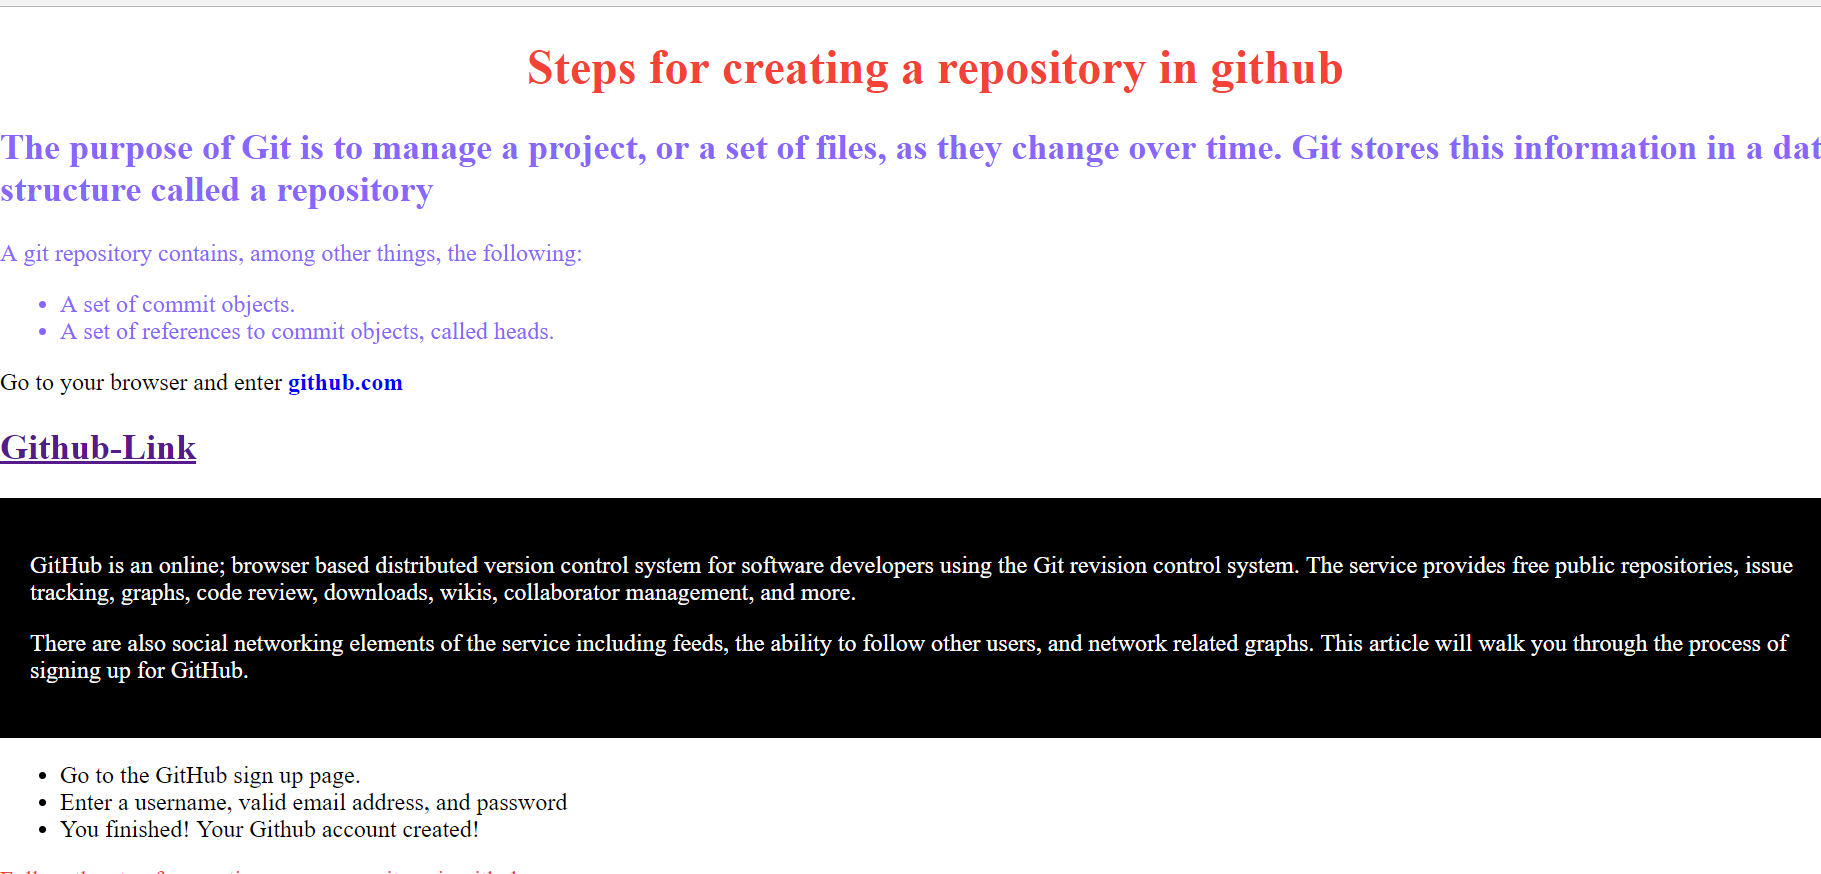 Steps for creating a repository in github
The purpose of Git is to manage a project, or a set of files, as they change over time. Git stores this information in a dat
structure called a repository
A git repository contains, among other things, the following:
• A set of commit objects.
• A set of references to commit objects, called heads.
Go to your browser and enter github.com
Github-Link
GitHub is an online; browser based distributed version control system for software developers using the Git revision control system. The service provides free public repositories, issue
tracking, graphs, code review, downloads, wikis, collaborator management, and more.
There are also social networking elements of the service including feeds, the ability to follow other users, and network related graphs. This article will walk you through the process of
signing up for GitHub.
• Go to the GitHub sign up page.
• Enter a username, valid email address, and password
• You finished! Your Github account created!